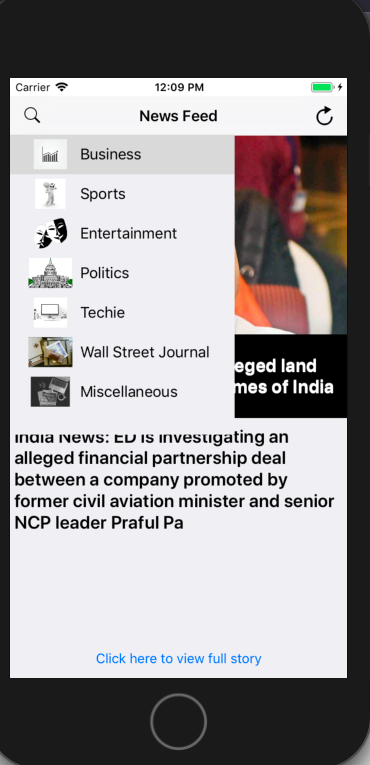 Carrier 12:09 PM
News Feed
Business
Sports
Entertainment
Politics
Techie
Wall Street Journal
Miscellaneous
eged land
mes of India
India News: ED is investigating an
alleged financial partnership deal
between a company promoted by
former civil aviation minister and senior
NCP leader Praful Pa
Click here to view full story